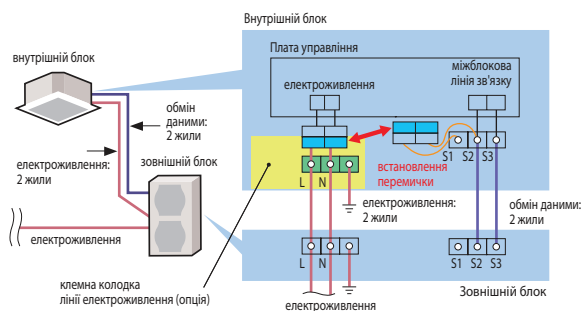 внутрішній блок
обмін
даними:
2 жили
електроживлення:
2 жили
зовнішній блок
електроживлення
клемна колодка
лінії електроживлення (опція)
Внутрішній блок
Плата управління
електроживлення
міжблокова
лінія зв'язку
S1 S2 S3
встановлення
перемички
L N
електроживлення:
2 жили
обмін даними:
2 жили
L N
S1 S2 S3
електроживлення
Зовнішній блок